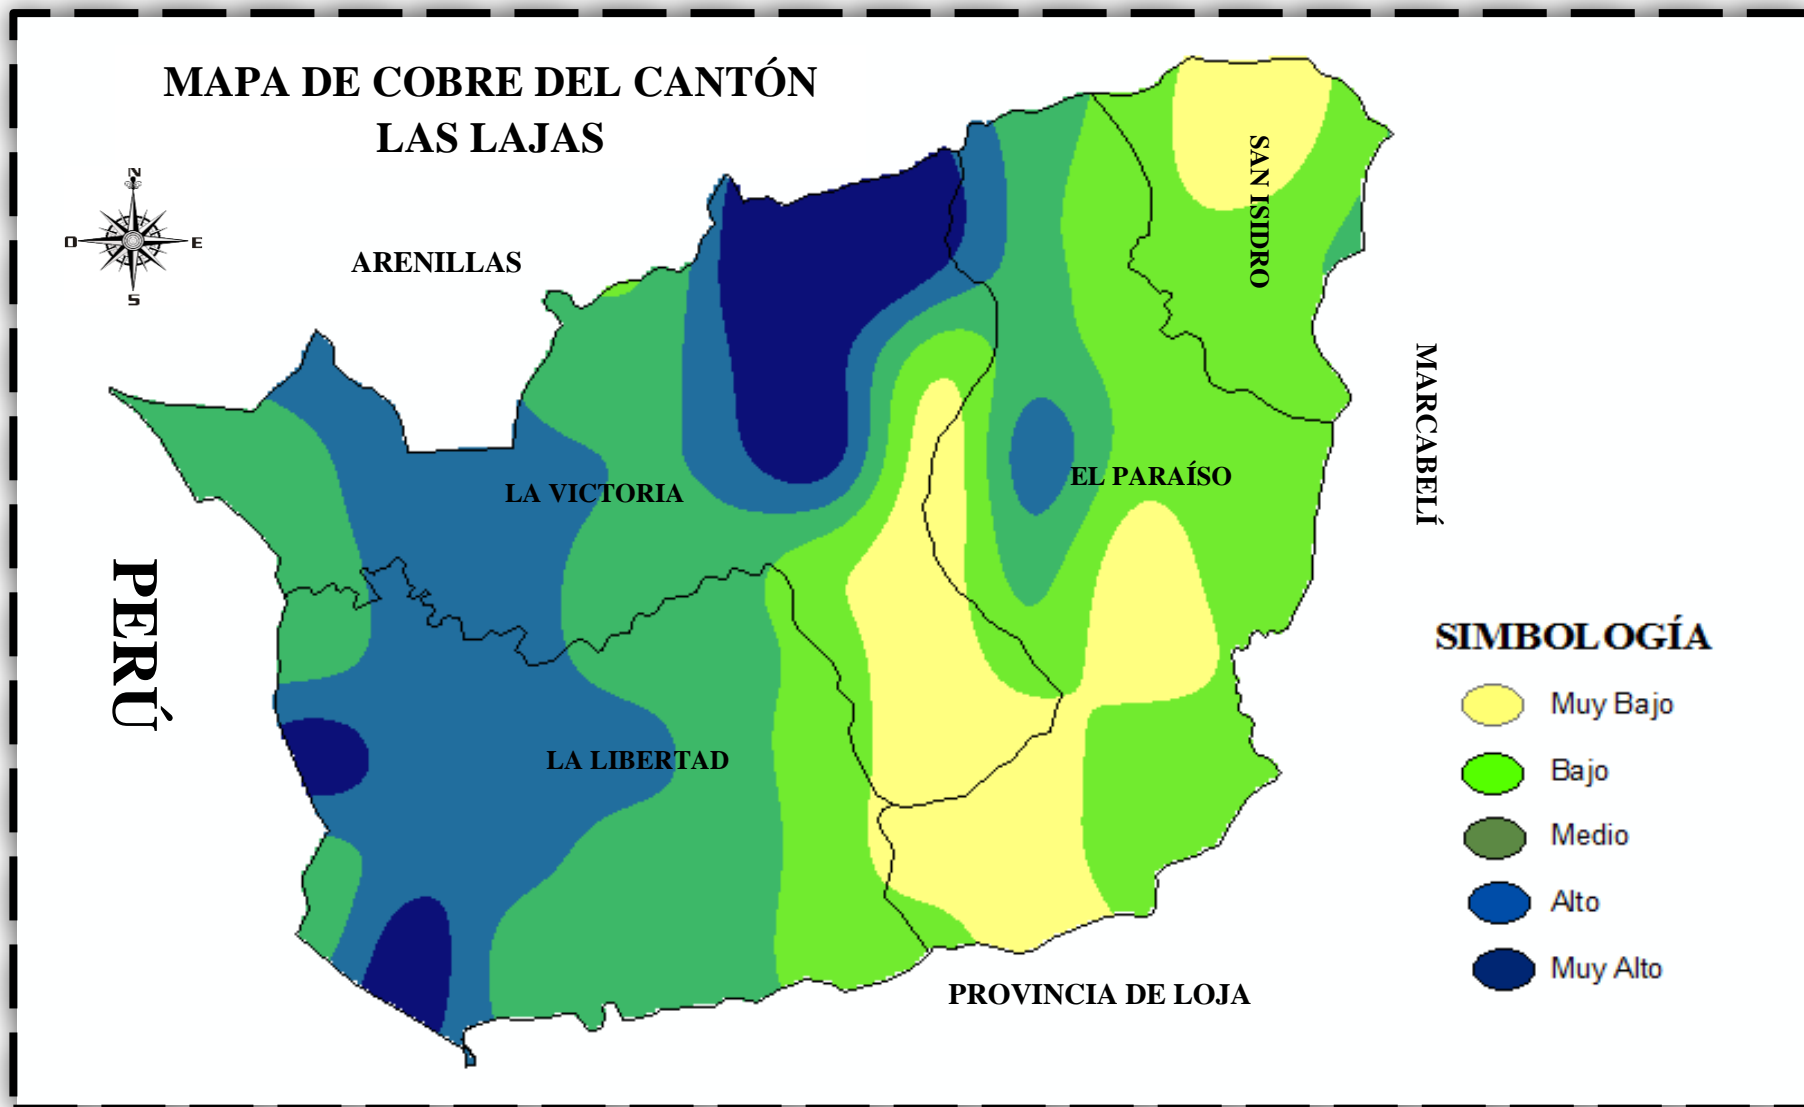 MAPA DE COBRE DEL CANTÓN
LAS LAJAS
N
O
E
S
ARENILLAS
SAN ISIDRO
MARCABELÍ
LA VICTORIA
EL PARAÍSO
PERÚ
LA LIBERTAD
PROVINCIA DE LOJA
SIMBOLOGÍA
Muy Bajo
Bajo
Medio
Alto
Muy Alto